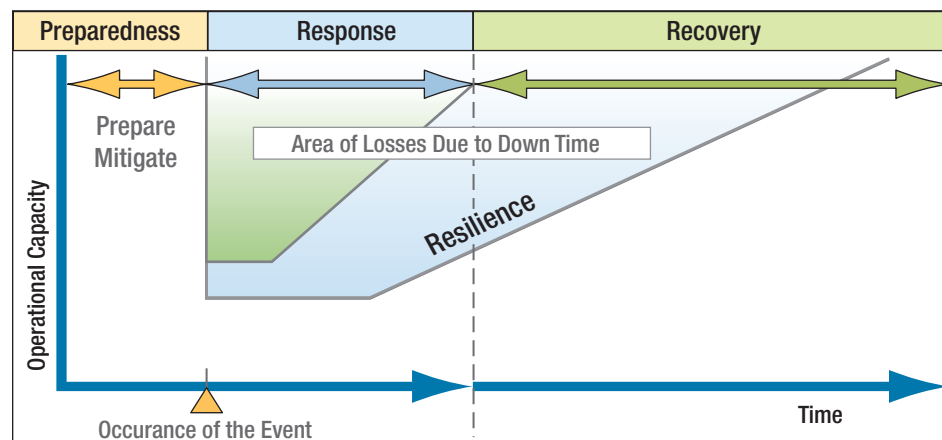 Preparedness
Response
Recovery
Prepare
Mitigate
Area of Losses Due to Down Time
Resilience
Operational Capacity
Time
Occurance of the Event